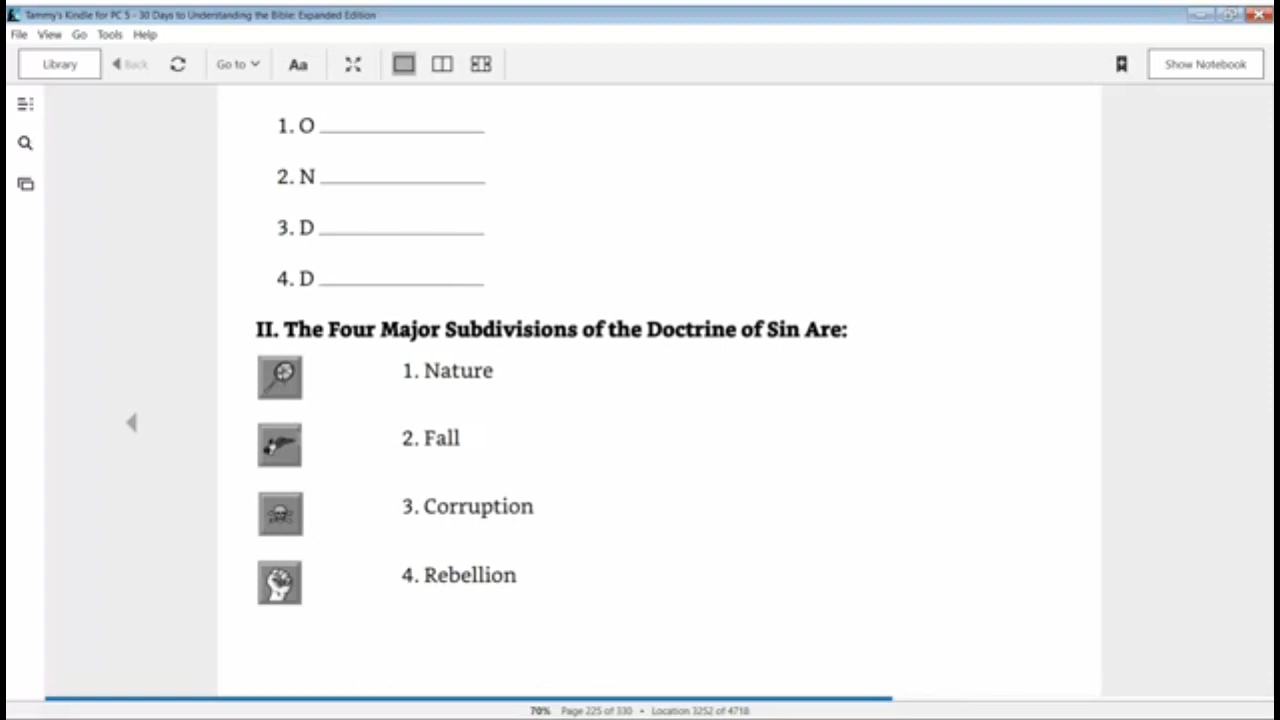 Tammy's Kindle for PC 5 - 30 Days to Understanding the Bible: Expanded Edition
File View Go Tools Help
Library Back Go to Aa Show Notebook
1. O
2. N
3. D
4. D
II. The Four Major Subdivisions of the Doctrine of Sin Are:
1. Nature
2. Fall
3. Corruption
4. Rebellion
70% Page 225 of 330 • Location 3252 of 4718